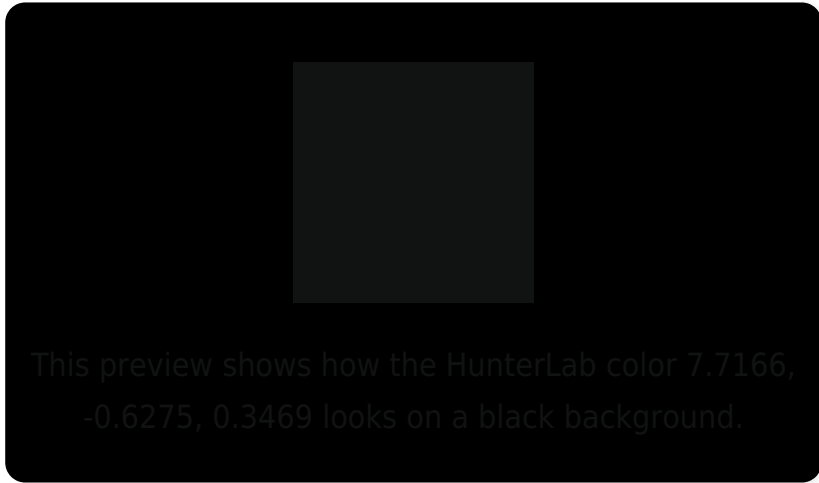 This preview shows how the HunterLab color 7.7166,
-0.6275, 0.3469 looks on a black background.